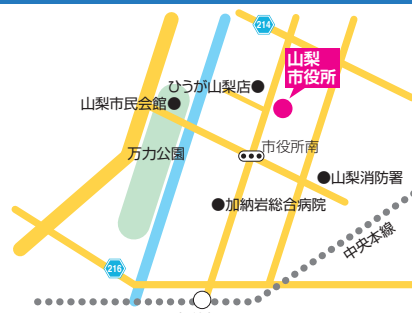 214
山梨
市役所
ひうが山梨店
山梨市民会館
市役所南
万力公園
山梨消防署
加納岩総合病院
中央本線
216